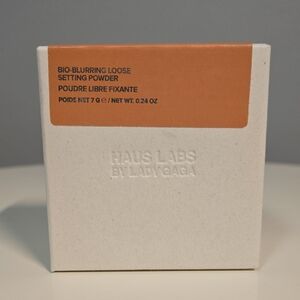 BIO-BLURRING LOOSE
SETTING POWDER
POUDRE LIBRE FIXANTE
POIDS NET 7 G ℮ / NET WT. 0.24 OZ
HAUS LABS
BY LADY GAGA